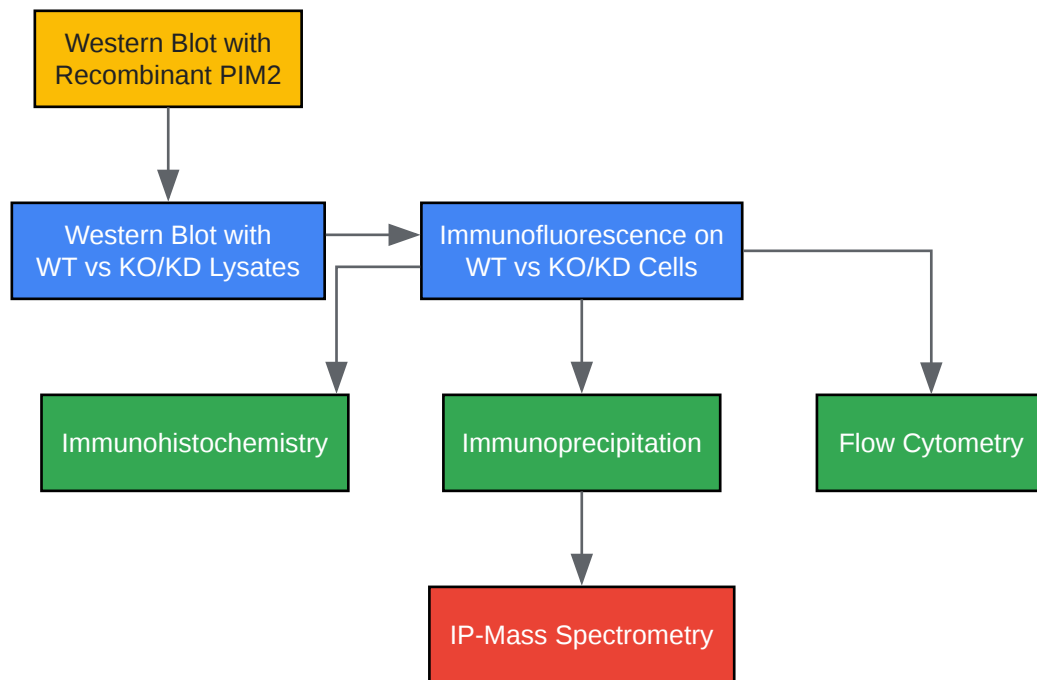 Western Blot with
Recombinant PIM2
Western Blot with
WT vs KO/KD Lysates
Immunofluorescence on
WT vs KO/KD Cells
Immunohistochemistry
Immunoprecipitation
Flow Cytometry
IP-Mass Spectrometry